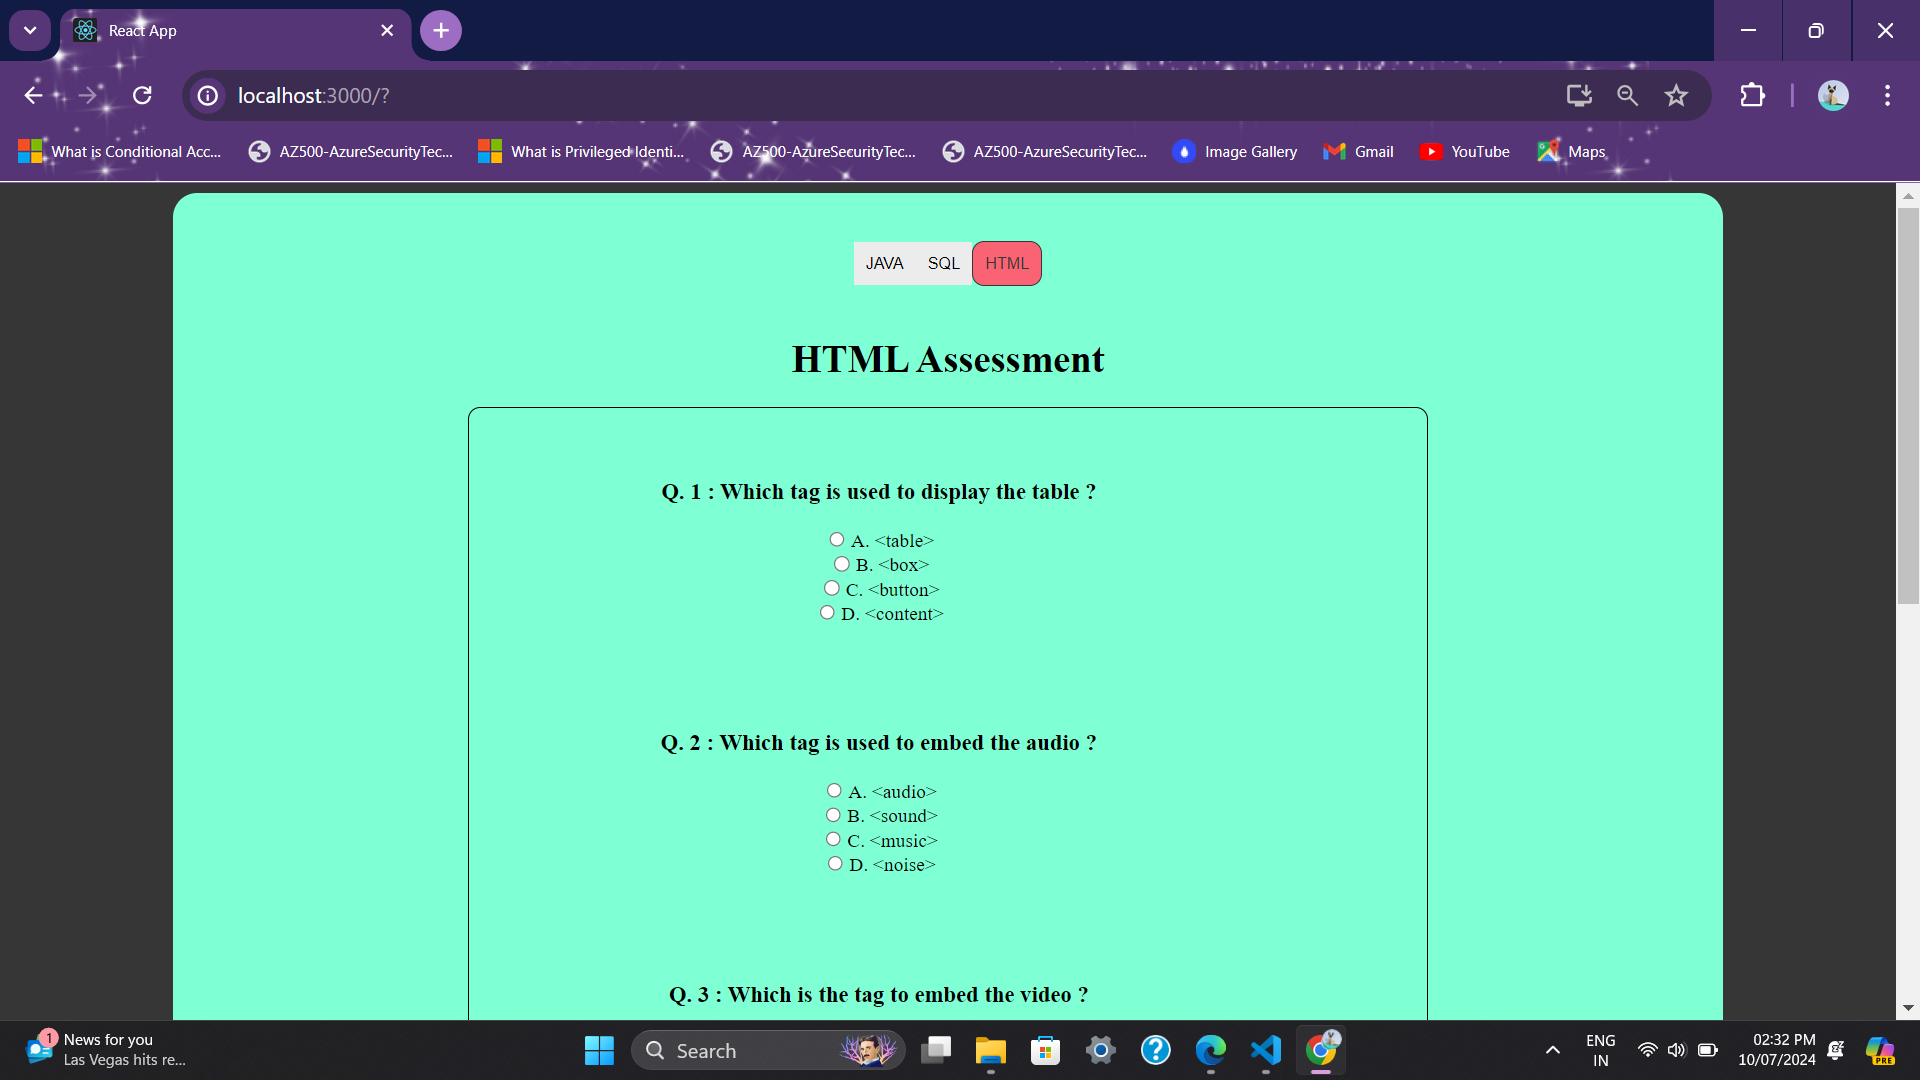 React App
localhost:3000/?
What is Conditional Acc...
AZ500-AzureSecurityTec...
What is Privileged Identi...
AZ500-AzureSecurityTec...
AZ500-AzureSecurityTec...
Image Gallery
Gmail
YouTube
Maps
JAVA SQL HTML
HTML Assessment
Q. 1 : Which tag is used to display the table ?
A. <table>
B. <box>
C. <button>
D. <content>
Q. 2 : Which tag is used to embed the audio ?
A. <audio>
B. <sound>
C. <music>
D. <noise>
Q. 3 : Which is the tag to embed the video ?
1
News for you
Las Vegas hits re...
Search
ENG
IN
02:32 PM
10/07/2024
PRE